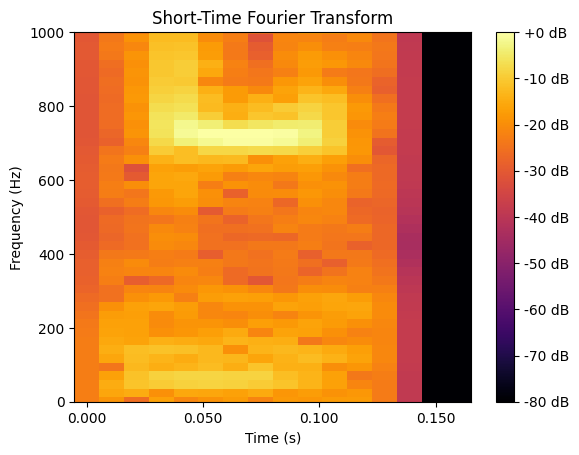 Short-Time Fourier Transform
1000
800
600
400
200
0
Frequency (Hz)
0.000
0.050
0.100
0.150
Time (s)
+0 dB
-10 dB
-20 dB
-30 dB
-40 dB
-50 dB
-60 dB
-70 dB
-80 dB